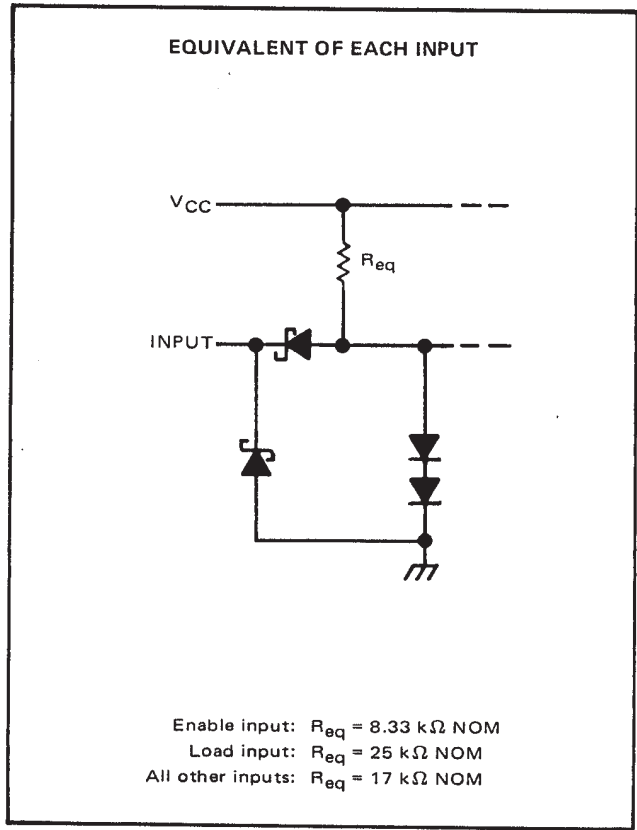 EQUIVALENT OF EACH INPUT
VCC
Req
INPUT
Enable input: Req = 8.33 kΩ NOM
Load input: Req = 25 kΩ NOM
All other inputs: Req = 17 kΩ NOM